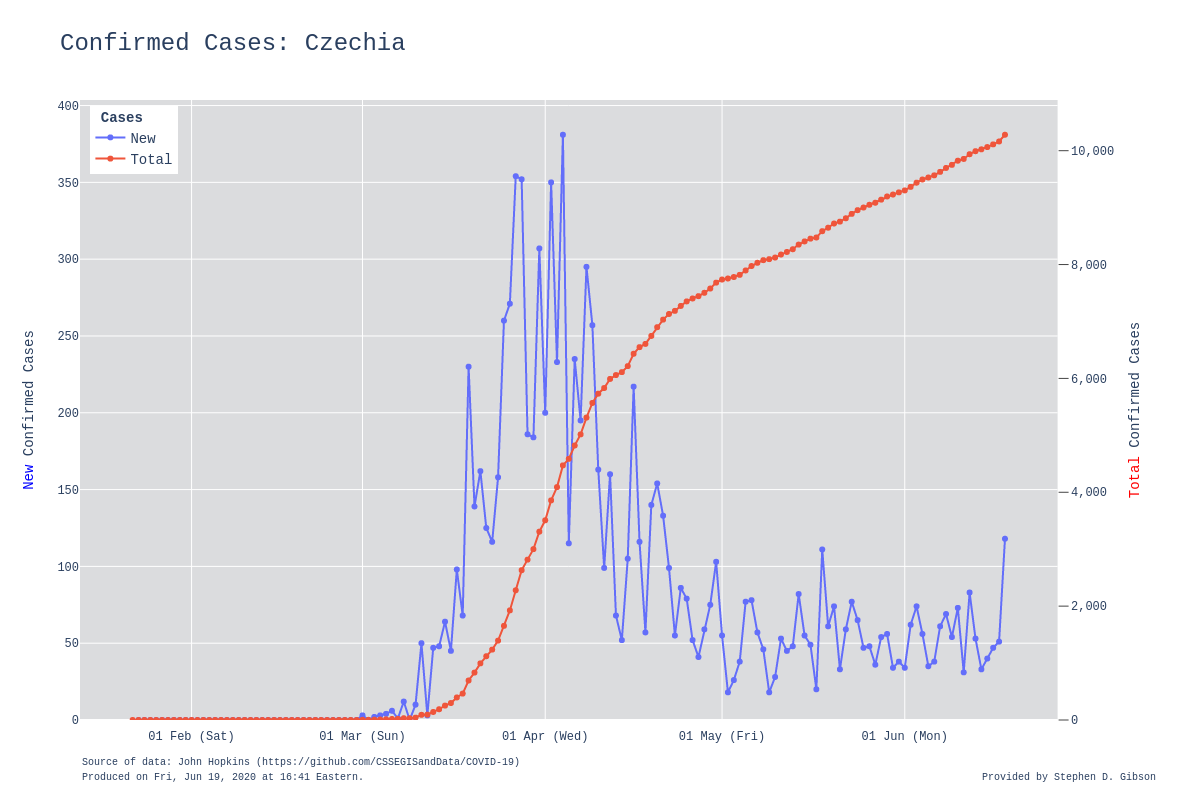 Confirmed Cases: Czechia
Cases
New
Total
400
350
300
250
200
150
100
50
0
10,000
8,000
6,000
4,000
2,000
0
New Confirmed Cases
Total Confirmed Cases
01 Feb (Sat)
01 Mar (Sun)
01 Apr (Wed)
01 May (Fri)
01 Jun (Mon)
Source of data: John Hopkins (https://github.com/CSSEGISandData/COVID-19)
Produced on Fri, Jun 19, 2020 at 16:41 Eastern.
Provided by Stephen D. Gibson